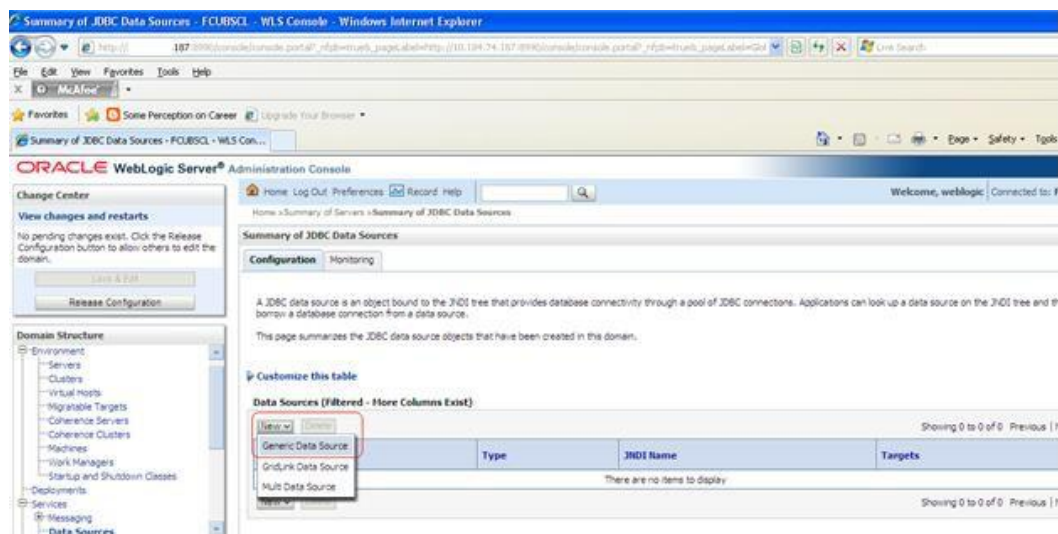 Summary of JDBC Data Sources - FCUBSCL - WLS Console - Windows Internet Explorer
http:// 187
Live Search
File Edit View Favorites Tools Help
X McAfee
Favorites Some Perception on Career Upgrade Your Browser
Summary of JDBC Data Sources - FCUBSCL - WLS Con...
Page Safety Tools
ORACLE WebLogic Server® Administration Console
Change Center
View changes and restarts
No pending changes exist. Click the Release Configuration button to allow others to edit the domain.
Lock & Edit
Release Configuration
Domain Structure
Environment
Servers
Clusters
Virtual Hosts
Migratable Targets
Coherence Servers
Coherence Clusters
Machines
Work Managers
Startup and Shutdown Classes
Deployments
Services
Messaging
Data Sources
Home Log Out Preferences Record Help
Welcome, weblogic Connected to:
Home >Summary of Servers >Summary of JDBC Data Sources
Summary of JDBC Data Sources
Configuration Monitoring
A JDBC data source is an object bound to the JNDI tree that provides database connectivity through a pool of JDBC connections. Applications can look up a data source on the JNDI tree and
borrow a database connection from a data source.
This page summarizes the JDBC data source objects that have been created in this domain.
Customize this table
Data Sources (Filtered - More Columns Exist)
New Delete
Showing 0 to 0 of 0 Previous |
Generic Data Source
GridLink Data Source
Multi Data Source
Type JNDI Name Targets
There are no items to display
New Delete
Showing 0 to 0 of 0 Previous |